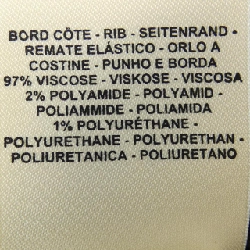 BORD CÔTE - RIB - SEITENRAND -
REMATE ELÁSTICO - ORLO A
COSTINE - PUNHO E BORDA
97% VISCOSE - VISKOSE - VISCOSA
2% POLYAMIDE - POLYAMID -
POLIAMMIDE - POLIAMIDA
1% POLYURÉTHANE -
POLYURETHANE - POLYURETHAN -
POLIURETANICA - POLIURETANO